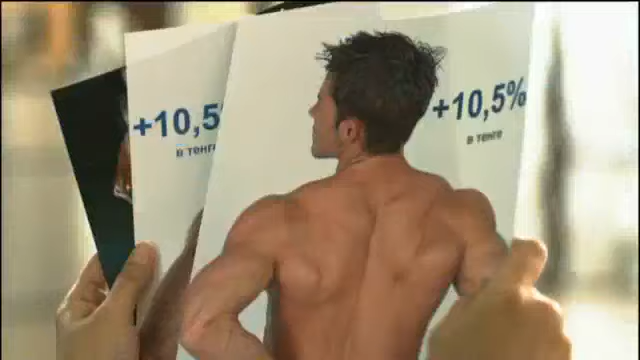 +10,5
в тенге
+10,5%
в тенге